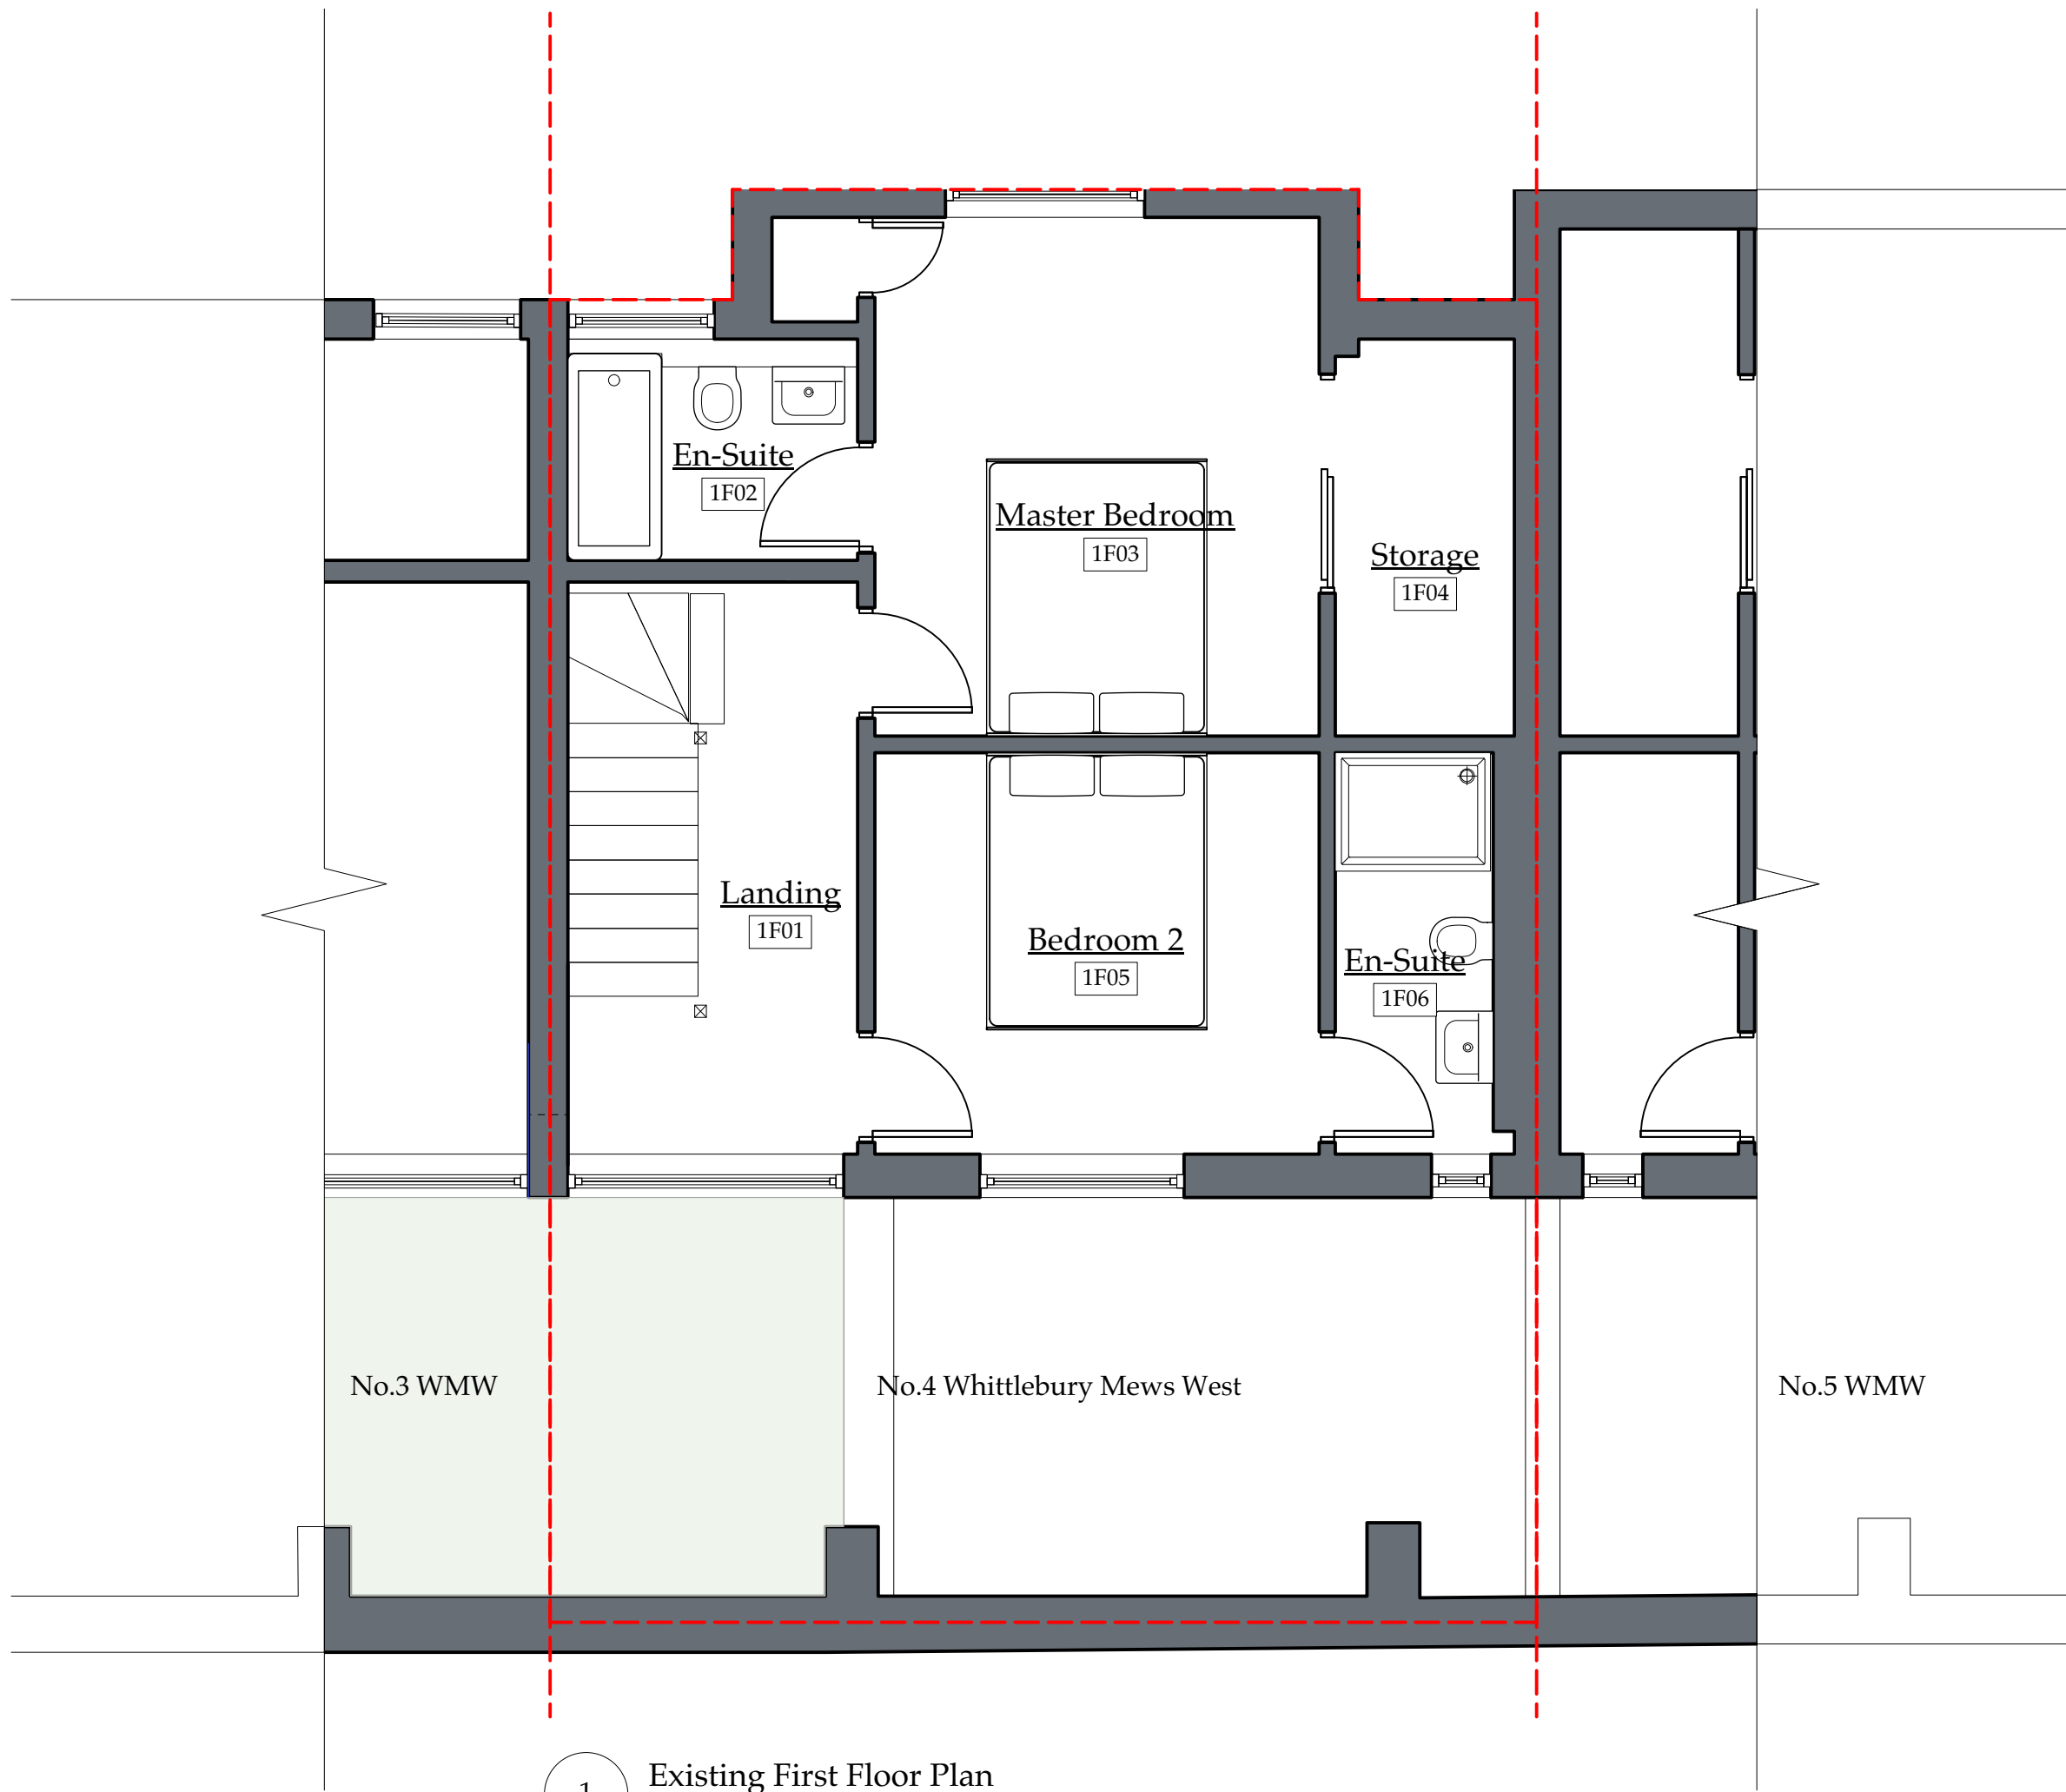 En-Suite
1F02
Master Bedroom
1F03
Storage
1F04
Landing
1F01
Bedroom 2
1F05
En-Suite
1F06
No.3 WMW
No.4 Whittlebury Mews West
No.5 WMW
1
Existing First Floor Plan